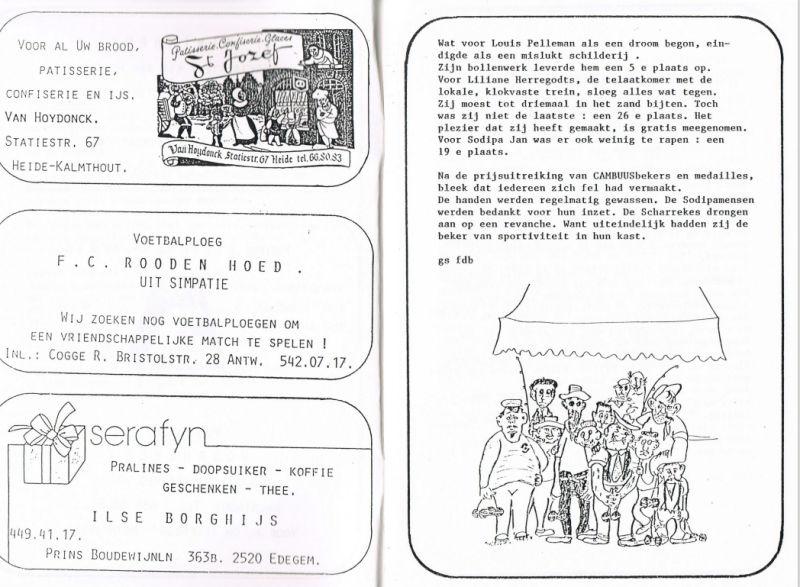 Voor al Uw brood,
patisserie,
confiserie en ijs.
Van Hoydonck.
Statiestr. 67
Heide-Kalmthout.
Patisserie-Confiserie-Glaces
St Jozef
Van Hoydonck Statiestr. 67 Heide tel. 66.80.83
Voetbalploeg
F.C. ROODEN HOED .
uit simpatie
Wij zoeken nog voetbalploegen om
een vriendschappelijke match te spelen !
Inl.: Cogge R. Bristolstr. 28 Antw. 542.07.17.
serafyn
Pralines - doopsuiker - koffie
geschenken - thee.
ILSE BORGHIJS
449.41.17.
Prins Boudewijnln 363b. 2520 Edegem.
Wat voor Louis Pelleman als een droom begon, ein-
digde als een mislukt schilderij .
Zijn bollenwerk leverde hem een 5 e plaats op.
Voor Liliane Herregodts, de telaatkomer met de
lokale, klokvaste trein, sloeg alles wat tegen.
Zij moest tot driemaal in het zand bijten. Toch
was zij niet de laatste : een 26 e plaats. Het
plezier dat zij heeft gemaakt, is gratis meegenomen.
Voor Sodipa Jan was er ook weinig te rapen : een
19 e plaats.
Na de prijsuitreiking van CAMBUUSbekers en medailles,
bleek dat iedereen zich fel had vermaakt.
De handen werden regelmatig gewassen. De Sodipamensen
werden bedankt voor hun inzet. De Scharrekes drongen
aan op een revanche. Want uiteindelijk hadden zij de
beker van sportiviteit in hun kast.
gs fdb